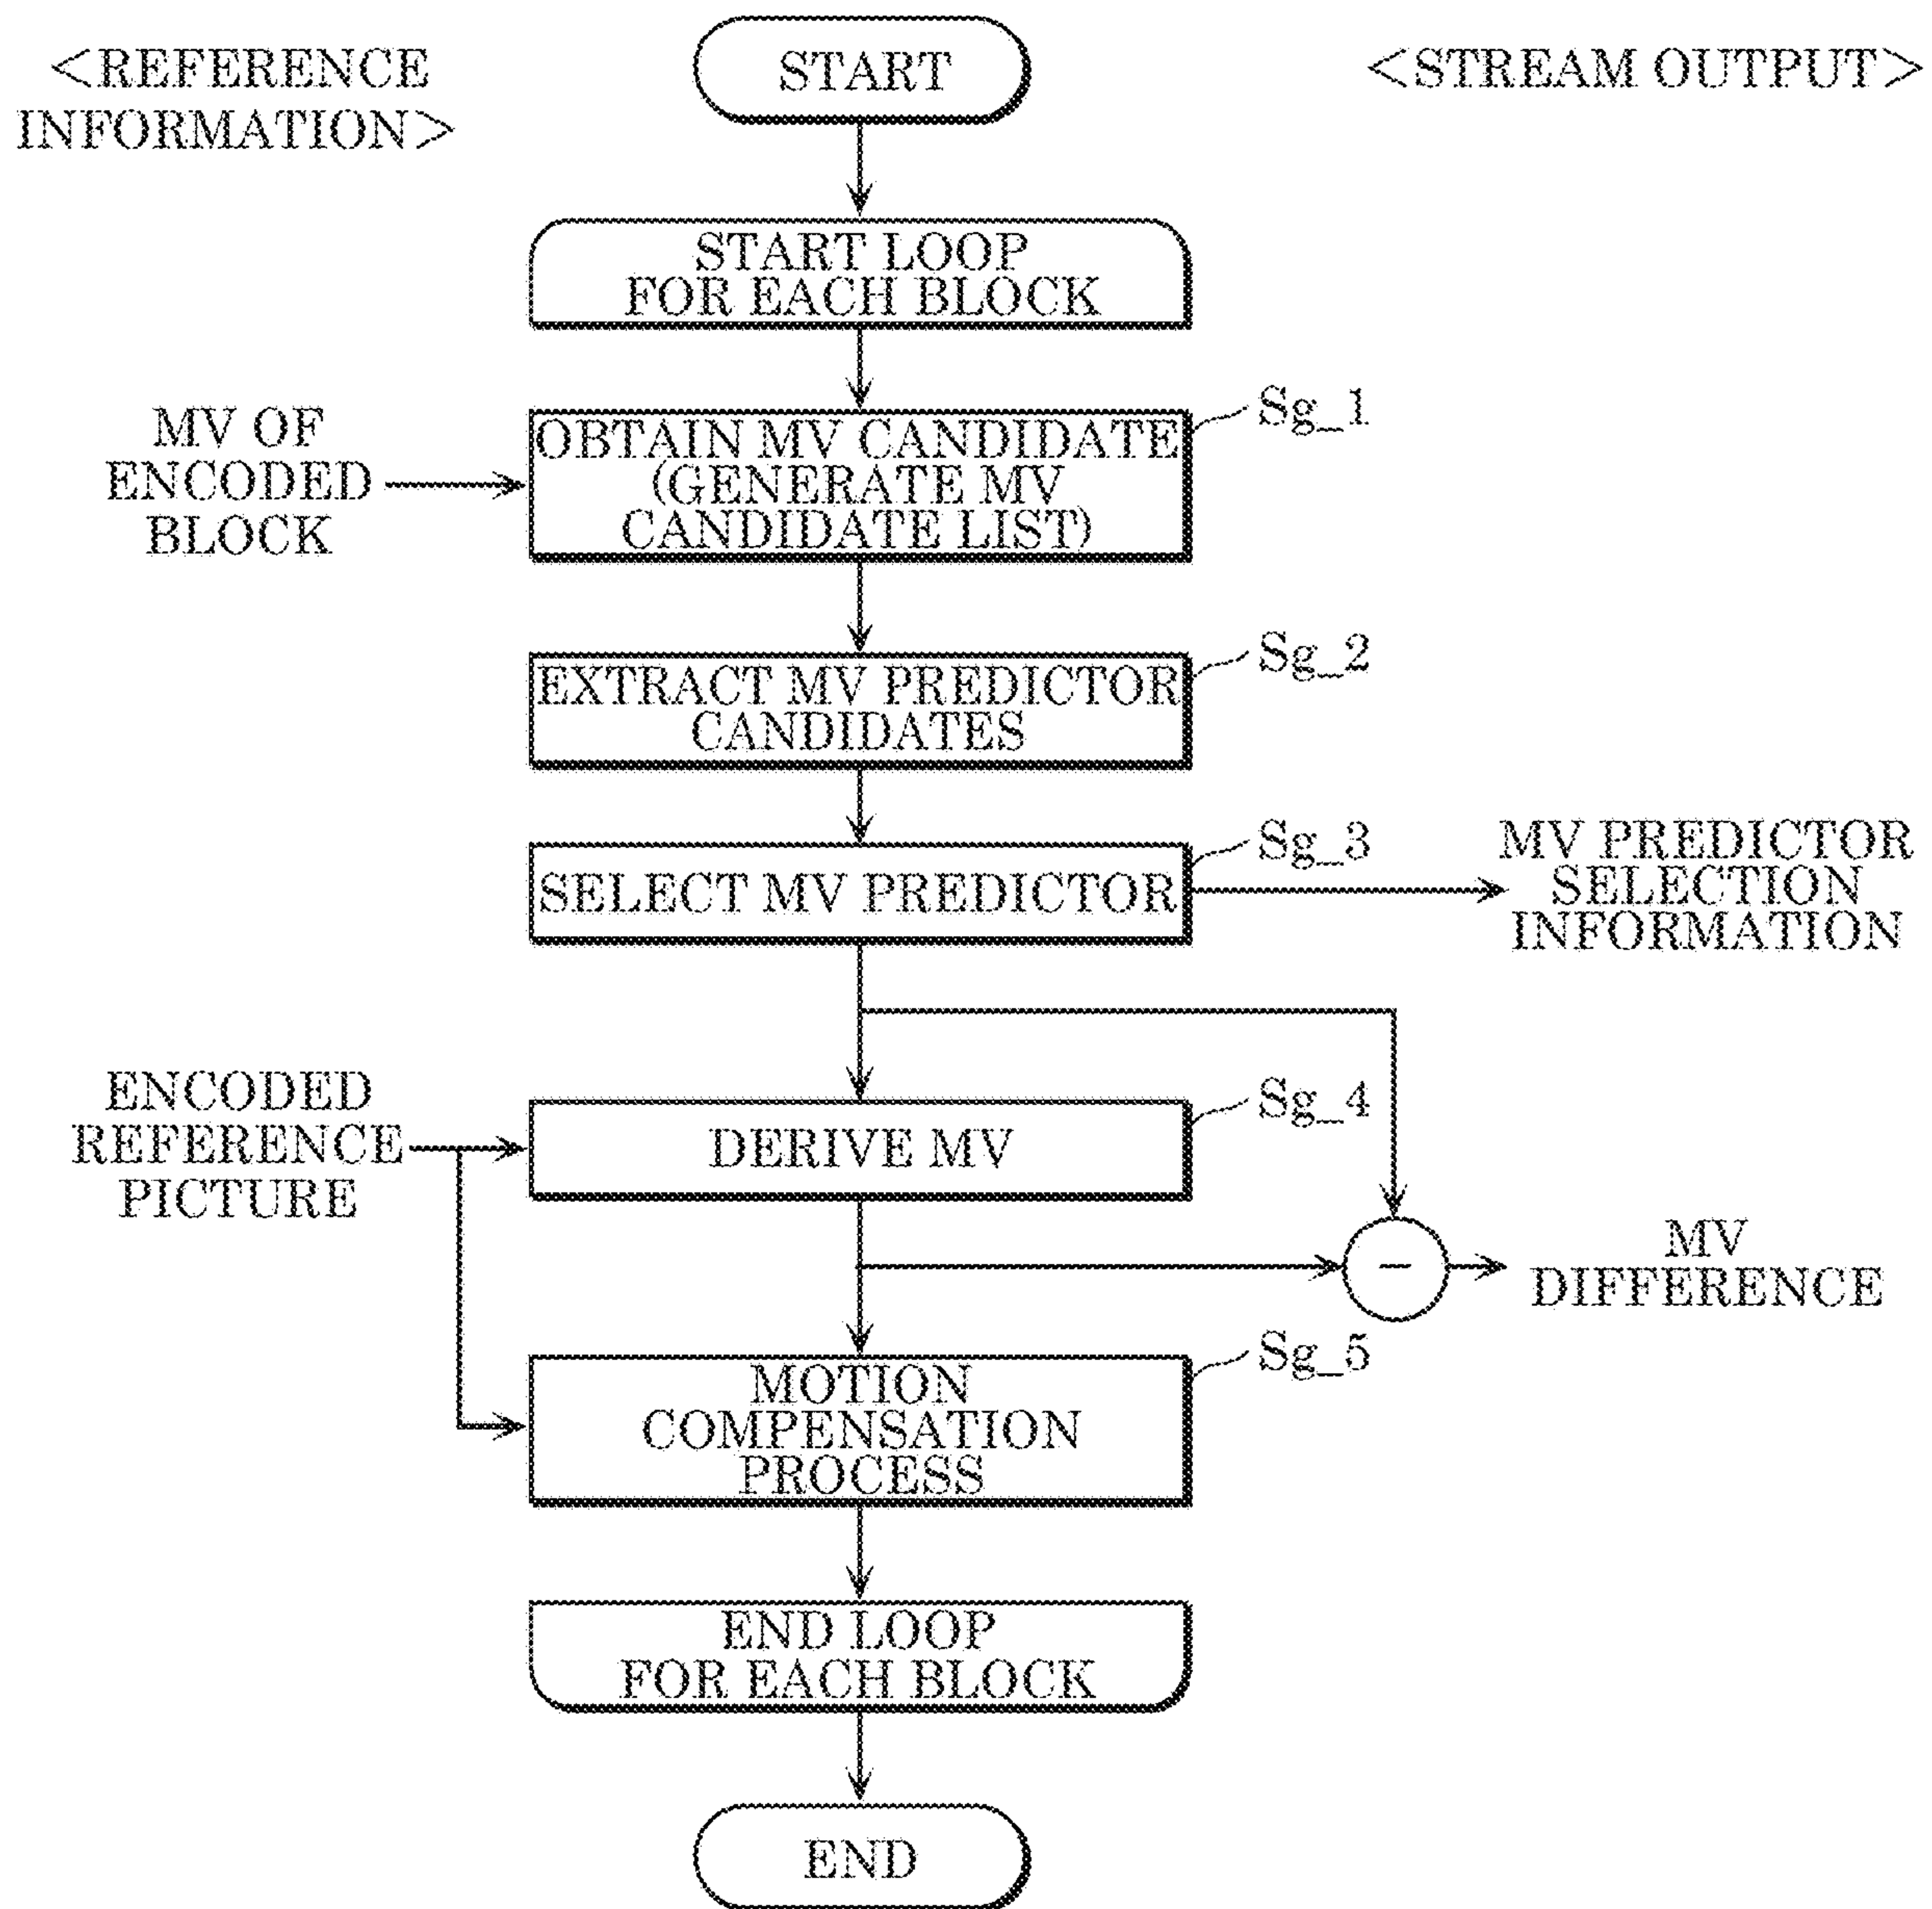 <REFERENCE
INFORMATION>
START
<STREAM OUTPUT>
START LOOP
FOR EACH BLOCK
MV OF
ENCODED
BLOCK
OBTAIN MV CANDIDATE
(GENERATE MV
CANDIDATE LIST)
Sg_1
EXTRACT MV PREDICTOR
CANDIDATES
Sg_2
SELECT MV PREDICTOR
Sg_3
MV PREDICTOR
SELECTION
INFORMATION
ENCODED
REFERENCE
PICTURE
DERIVE MV
Sg_4
−
MV
DIFFERENCE
MOTION
COMPENSATION
PROCESS
Sg_5
END LOOP
FOR EACH BLOCK
END